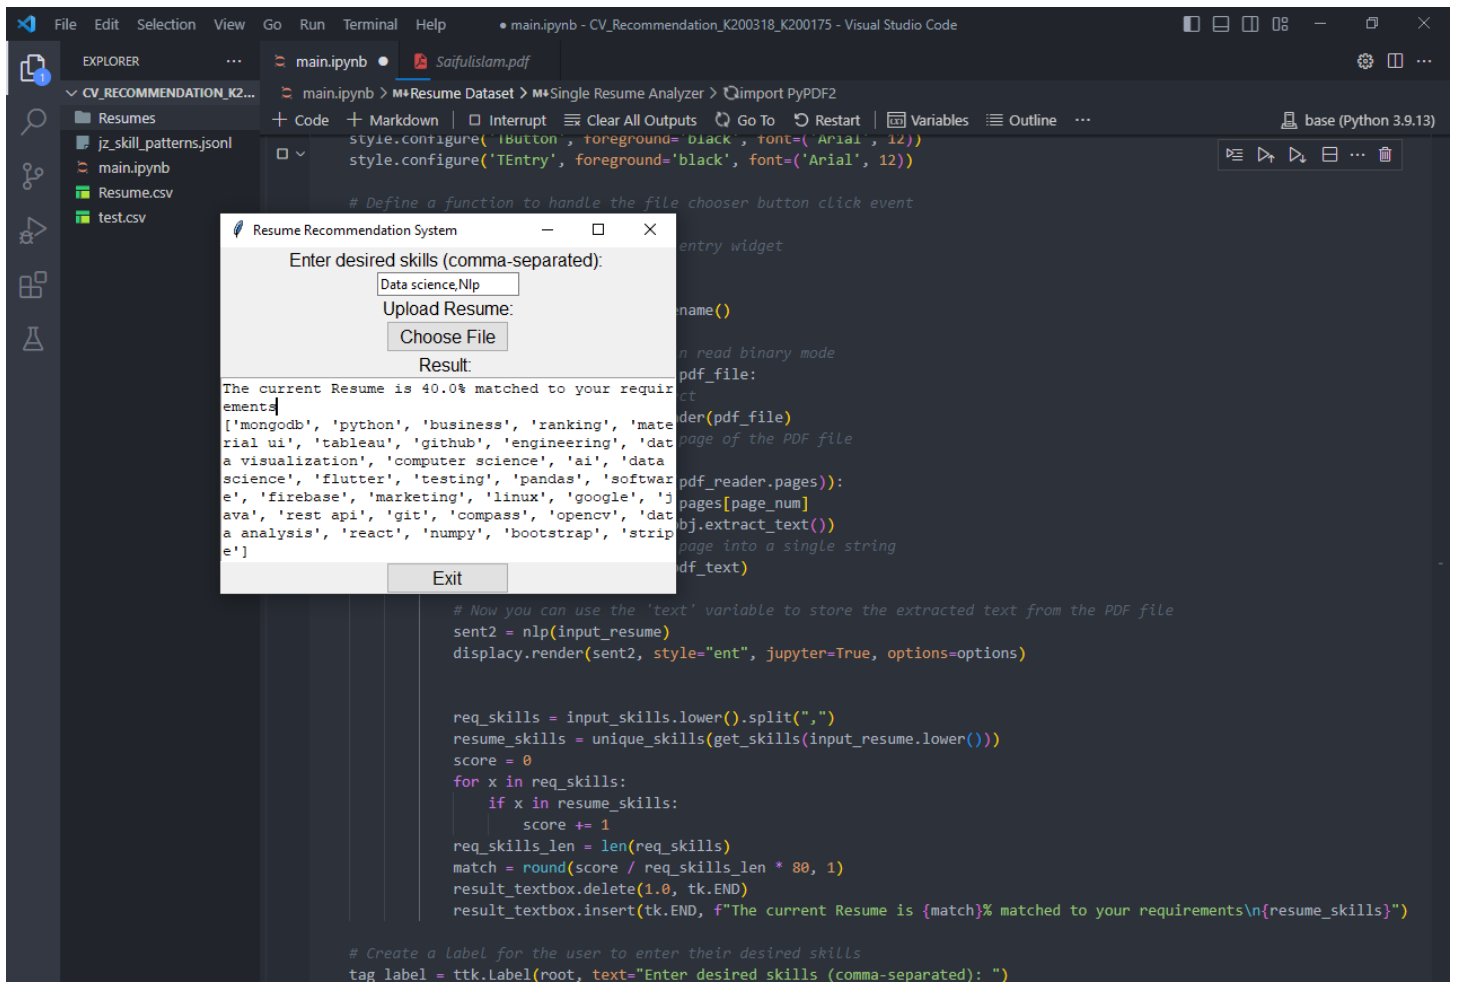 File Edit Selection View Go Run Terminal Help ● main.ipynb - CV_Recommendation_K200318_K200175 - Visual Studio Code
EXPLORER ···
main.ipynb ●
Saifulislam.pdf
CV_RECOMMENDATION_K2...
Resumes
jz_skill_patterns.jsonl
main.ipynb
Resume.csv
test.csv
1
main.ipynb > M↓Resume Dataset > M↓Single Resume Analyzer > import PyPDF2
+ Code + Markdown | Interrupt Clear All Outputs Go To Restart | Variables Outline ···
base (Python 3.9.13)
style.configure('TButton', foreground='black', font=('Arial', 12))
style.configure('TEntry', foreground='black', font=('Arial', 12))
# Define a function to handle the file chooser button click event
entry widget
ename()
n read binary mode
pdf_file:
ct
der(pdf_file)
page of the PDF file
pdf_reader.pages)):
pages[page_num]
bj.extract_text())
page into a single string
df_text)
Resume Recommendation System
Enter desired skills (comma-separated):
Data science,Nlp
Upload Resume:
Choose File
Result:
The current Resume is 40.0% matched to your requir
ements
['mongodb', 'python', 'business', 'ranking', 'mate
rial ui', 'tableau', 'github', 'engineering', 'dat
a visualization', 'computer science', 'ai', 'data
science', 'flutter', 'testing', 'pandas', 'softwar
e', 'firebase', 'marketing', 'linux', 'google', 'j
ava', 'rest api', 'git', 'compass', 'opencv', 'dat
a analysis', 'react', 'numpy', 'bootstrap', 'strip
e']
Exit
# Now you can use the 'text' variable to store the extracted text from the PDF file
sent2 = nlp(input_resume)
displacy.render(sent2, style="ent", jupyter=True, options=options)
req_skills = input_skills.lower().split(",")
resume_skills = unique_skills(get_skills(input_resume.lower()))
score = 0
for x in req_skills:
if x in resume_skills:
score += 1
req_skills_len = len(req_skills)
match = round(score / req_skills_len * 80, 1)
result_textbox.delete(1.0, tk.END)
result_textbox.insert(tk.END, f"The current Resume is {match}% matched to your requirements\n{resume_skills}")
# Create a label for the user to enter their desired skills
tag_label = ttk.Label(root, text="Enter desired skills (comma-separated): ")